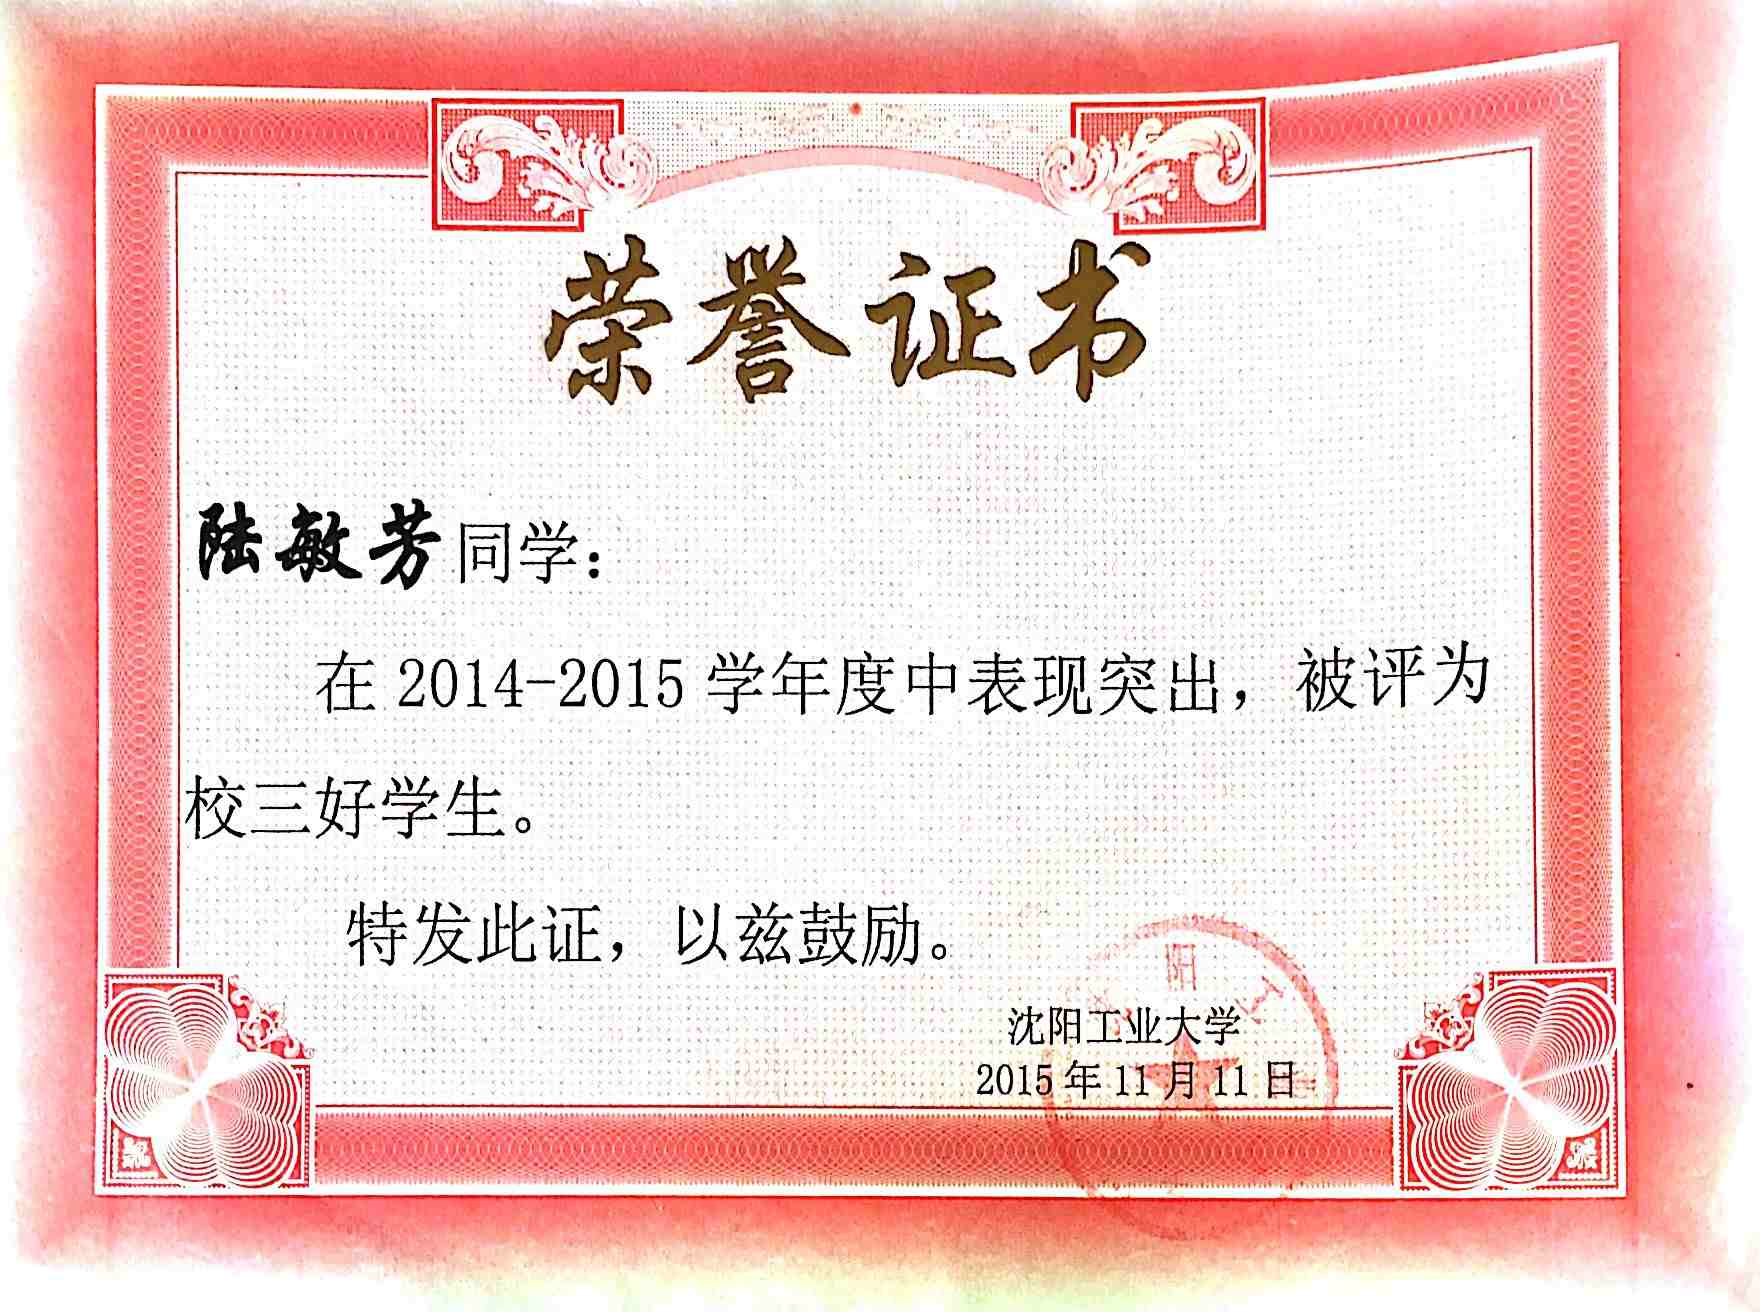 荣誉证书
陆敏芳同学：
在 2014-2015 学年度中表现突出，被评为
校三好学生。
特发此证，以兹鼓励。
阳 工
沈阳工业大学
2015 年 11 月 11 日